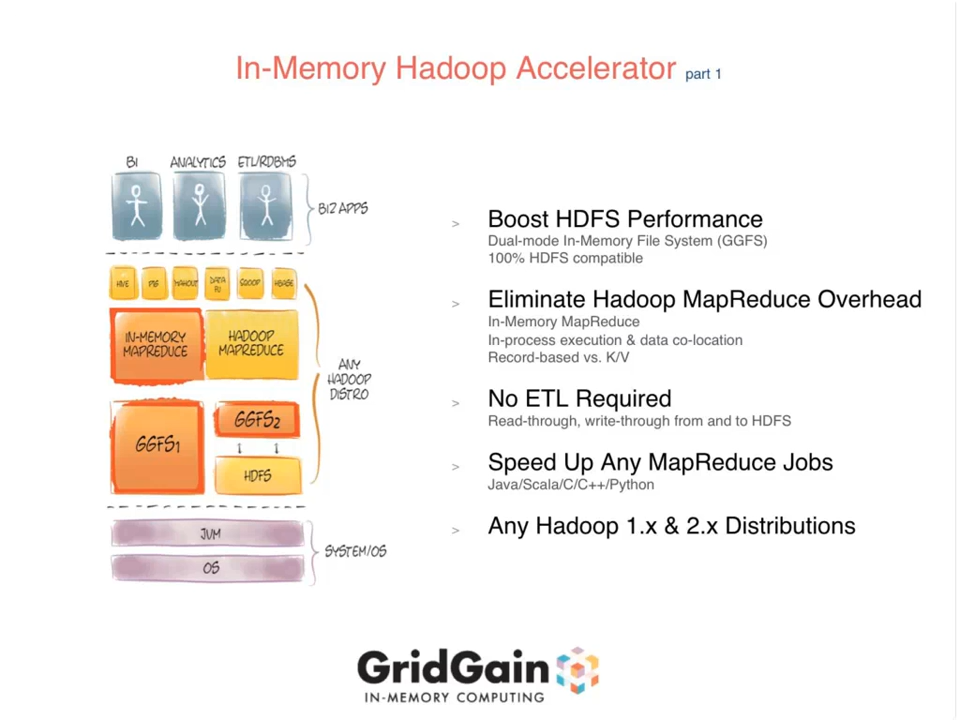 In-Memory Hadoop Accelerator part 1
BI ANALYTICS ETL/RDBMS
BIZ APPS
HIVE PIG MAHOUT DATA FU SQOOP HBASE
IN-MEMORY MAPREDUCE
HADOOP MAPREDUCE
ANY HADOOP DISTRO
GGFS1
GGFS2
HDFS
JVM
OS
SYSTEM/OS
> Boost HDFS Performance
Dual-mode In-Memory File System (GGFS)
100% HDFS compatible
> Eliminate Hadoop MapReduce Overhead
In-Memory MapReduce
In-process execution & data co-location
Record-based vs. K/V
> No ETL Required
Read-through, write-through from and to HDFS
> Speed Up Any MapReduce Jobs
Java/Scala/C/C++/Python
> Any Hadoop 1.x & 2.x Distributions
GridGain
IN-MEMORY COMPUTING